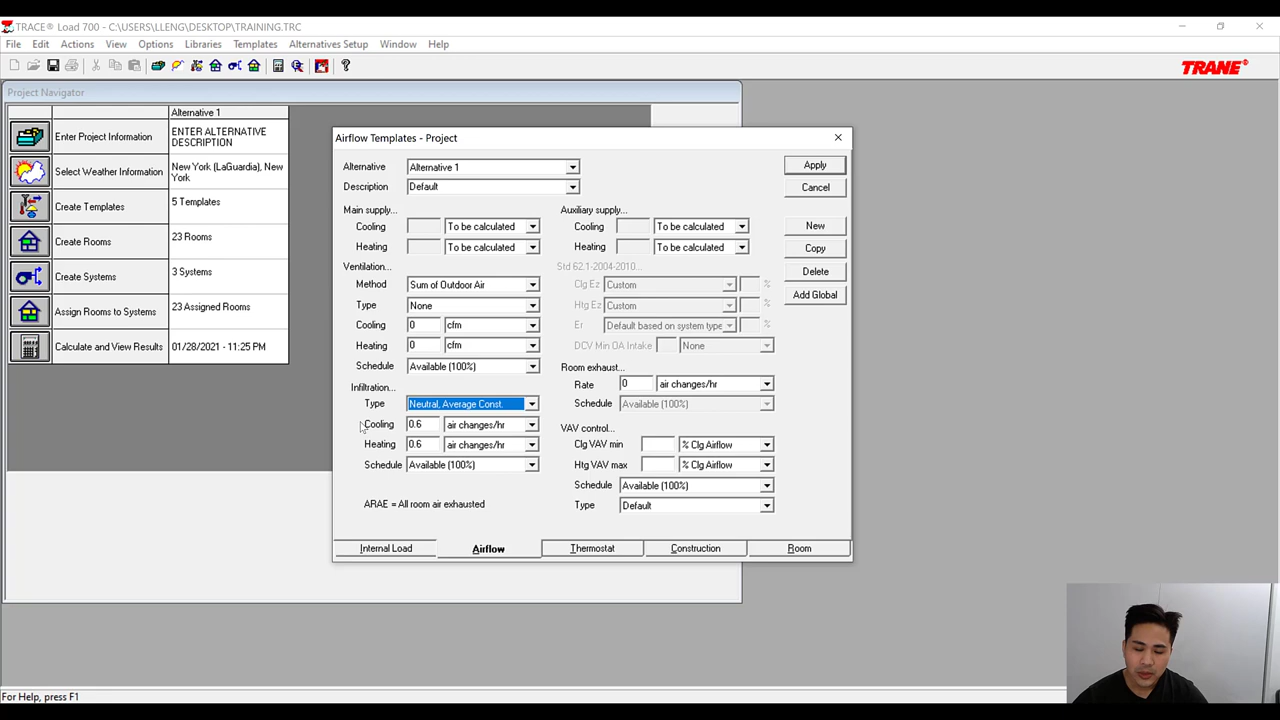 TRACE® Load 700 - C:\USERS\LLENG\DESKTOP\TRAINING.TRC
File Edit Actions View Options Libraries Templates Alternatives Setup Window Help
TRANE®
Project Navigator
Alternative 1
Enter Project Information
ENTER ALTERNATIVE
DESCRIPTION
Select Weather Information
New York (LaGuardia), New
York
Create Templates
5 Templates
Create Rooms
23 Rooms
Create Systems
3 Systems
Assign Rooms to Systems
23 Assigned Rooms
Calculate and View Results
01/28/2021 - 11:25 PM
Airflow Templates - Project
Alternative Alternative 1
Description Default
Apply
Cancel
New
Copy
Delete
Add Global
Main supply...
Cooling To be calculated
Heating To be calculated
Auxiliary supply...
Cooling To be calculated
Heating To be calculated
Ventilation...
Method Sum of Outdoor Air
Type None
Cooling 0 cfm
Heating 0 cfm
Schedule Available (100%)
Std 62.1-2004-2010...
Clg Ez Custom %
Htg Ez Custom %
Er Default based on system type %
DCV Min OA Intake None
Infiltration...
Type Neutral, Average Const.
Cooling 0.6 air changes/hr
Heating 0.6 air changes/hr
Schedule Available (100%)
Room exhaust...
Rate 0 air changes/hr
Schedule Available (100%)
VAV control...
Clg VAV min % Clg Airflow
Htg VAV max % Clg Airflow
Schedule Available (100%)
Type Default
ARAE = All room air exhausted
Internal Load Airflow Thermostat Construction Room
For Help, press F1